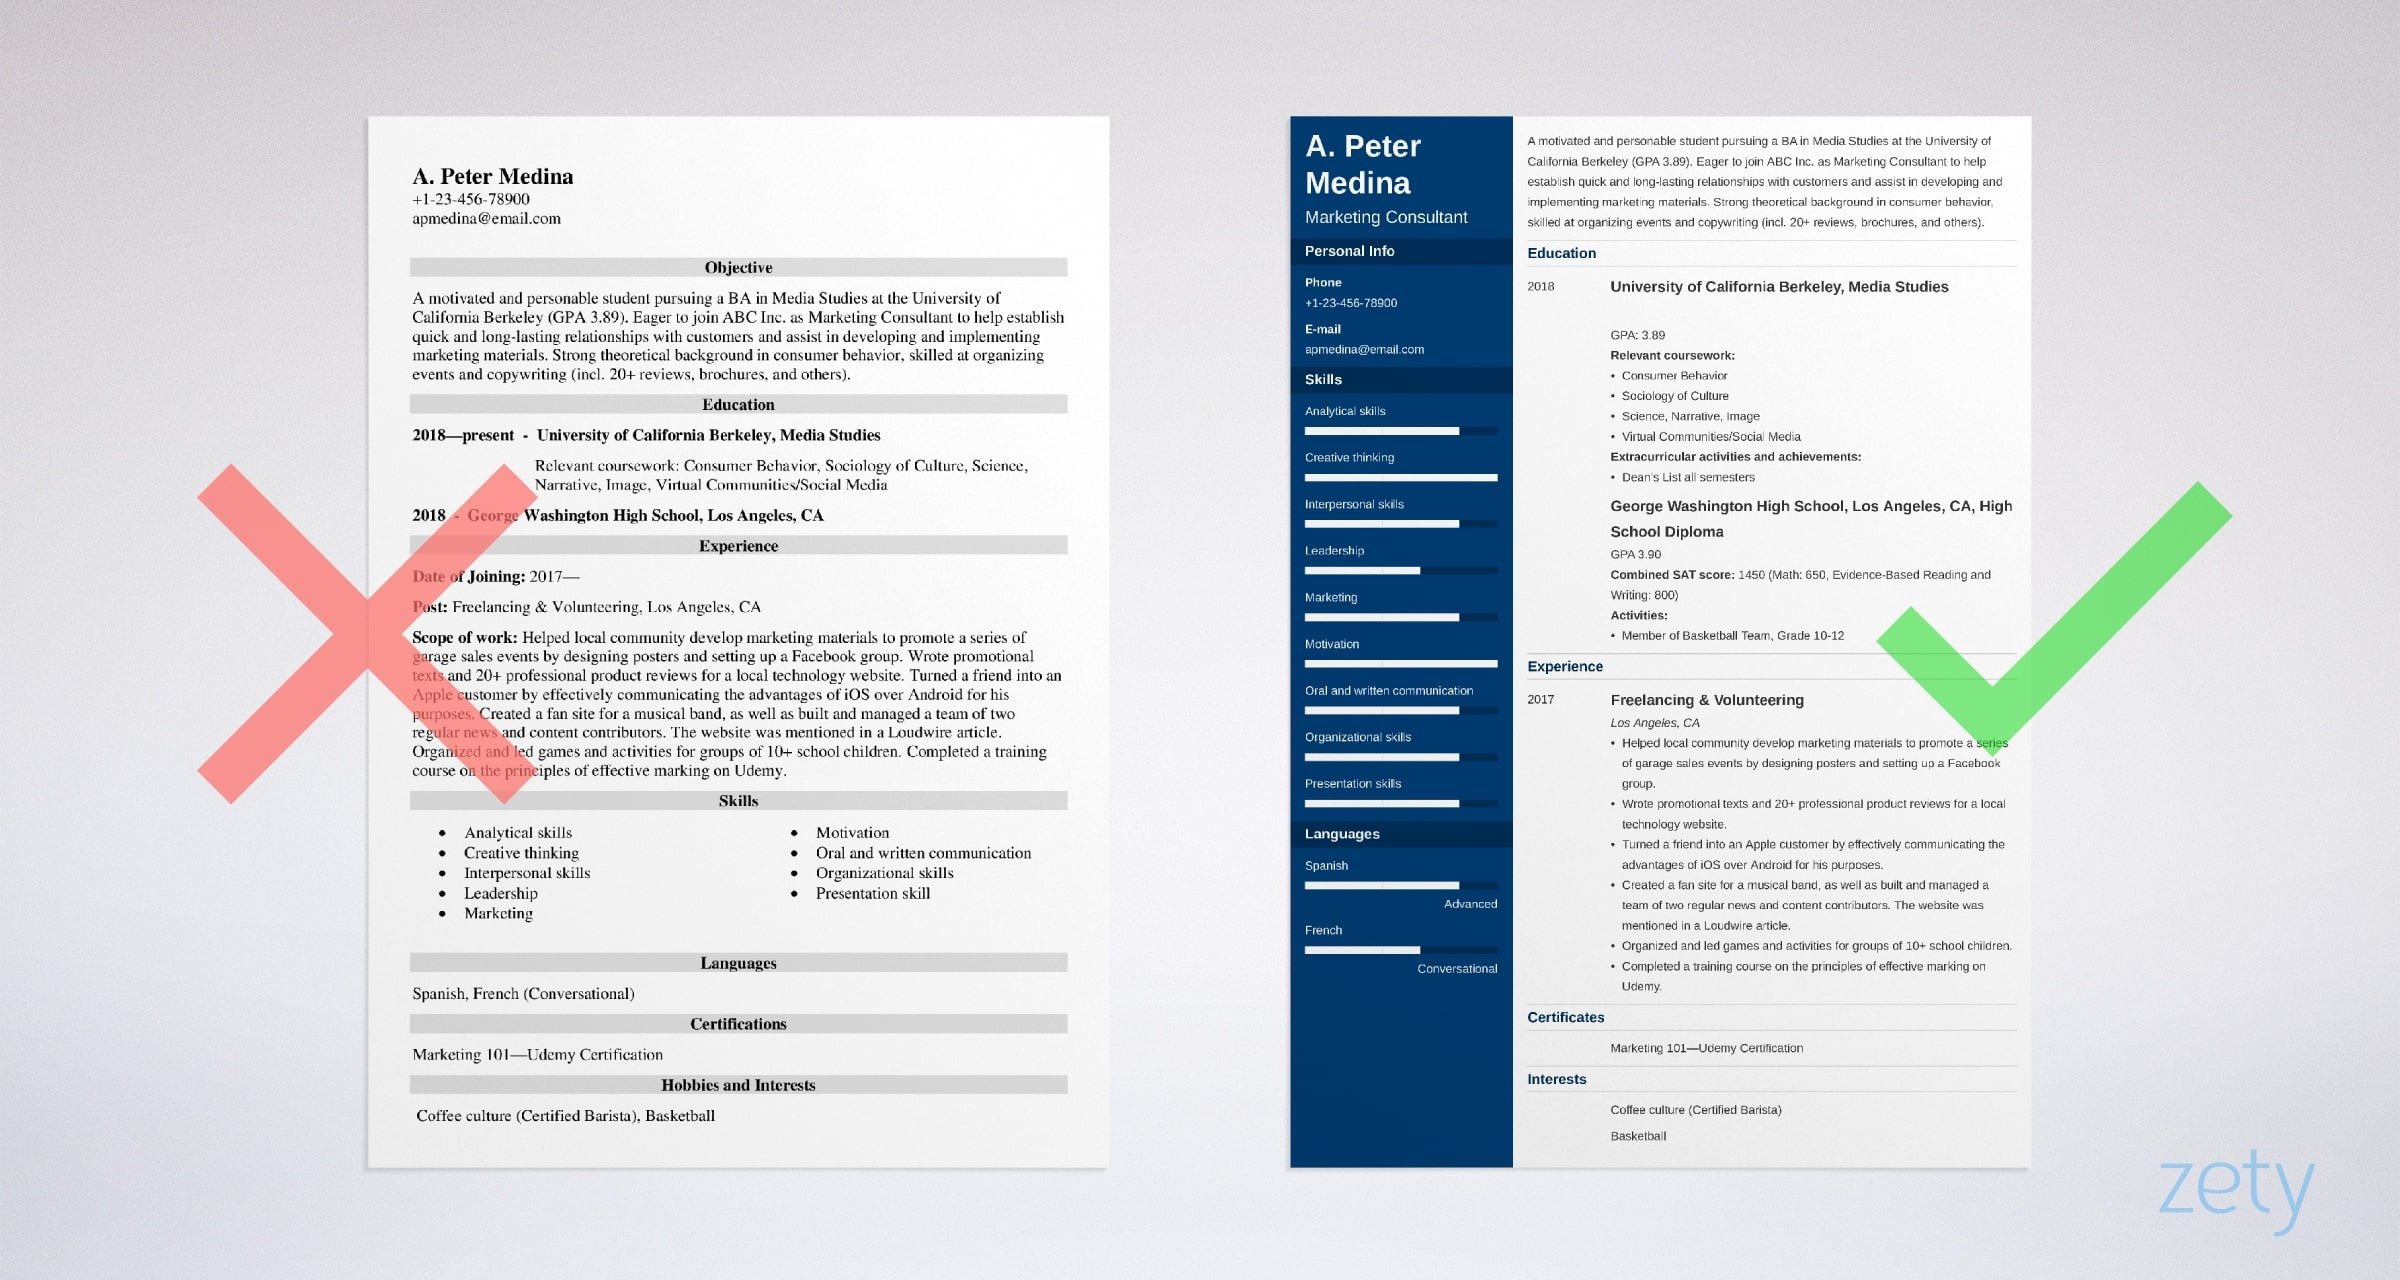 A. Peter Medina
+1-23-456-78900
apmedina@email.com
Objective
A motivated and personable student pursuing a BA in Media Studies at the University of
California Berkeley (GPA 3.89). Eager to join ABC Inc. as Marketing Consultant to help establish
quick and long-lasting relationships with customers and assist in developing and implementing
marketing materials. Strong theoretical background in consumer behavior, skilled at organizing
events and copywriting (incl. 20+ reviews, brochures, and others).
Education
2018—present - University of California Berkeley, Media Studies
Relevant coursework: Consumer Behavior, Sociology of Culture, Science,
Narrative, Image, Virtual Communities/Social Media
2018 - George Washington High School, Los Angeles, CA
Experience
Date of Joining: 2017—
Post: Freelancing & Volunteering, Los Angeles, CA
Scope of work: Helped local community develop marketing materials to promote a series of
garage sales events by designing posters and setting up a Facebook group. Wrote promotional
texts and 20+ professional product reviews for a local technology website. Turned a friend into an
Apple customer by effectively communicating the advantages of iOS over Android for his
purposes. Created a fan site for a musical band, as well as built and managed a team of two
regular news and content contributors. The website was mentioned in a Loudwire article.
Organized and led games and activities for groups of 10+ school children. Completed a training
course on the principles of effective marking on Udemy.
Skills
• Analytical skills
• Creative thinking
• Interpersonal skills
• Leadership
• Marketing
• Motivation
• Oral and written communication
• Organizational skills
• Presentation skill
Languages
Spanish, French (Conversational)
Certifications
Marketing 101—Udemy Certification
Hobbies and Interests
Coffee culture (Certified Barista), Basketball
A. Peter
Medina
Marketing Consultant
Personal Info
Phone
+1-23-456-78900
E-mail
apmedina@email.com
Skills
Analytical skills
Creative thinking
Interpersonal skills
Leadership
Marketing
Motivation
Oral and written communication
Organizational skills
Presentation skills
Languages
Spanish
Advanced
French
Conversational
A motivated and personable student pursuing a BA in Media Studies at the University of
California Berkeley (GPA 3.89). Eager to join ABC Inc. as Marketing Consultant to help
establish quick and long-lasting relationships with customers and assist in developing and
implementing marketing materials. Strong theoretical background in consumer behavior,
skilled at organizing events and copywriting (incl. 20+ reviews, brochures, and others).
Education
2018 University of California Berkeley, Media Studies
GPA: 3.89
Relevant coursework:
• Consumer Behavior
• Sociology of Culture
• Science, Narrative, Image
• Virtual Communities/Social Media
Extracurricular activities and achievements:
• Dean's List all semesters
George Washington High School, Los Angeles, CA, High
School Diploma
GPA 3.90
Combined SAT score: 1450 (Math: 650, Evidence-Based Reading and
Writing: 800)
Activities:
• Member of Basketball Team, Grade 10-12
Experience
2017 Freelancing & Volunteering
Los Angeles, CA
• Helped local community develop marketing materials to promote a series
of garage sales events by designing posters and setting up a Facebook
group.
• Wrote promotional texts and 20+ professional product reviews for a local
technology website.
• Turned a friend into an Apple customer by effectively communicating the
advantages of iOS over Android for his purposes.
• Created a fan site for a musical band, as well as built and managed a
team of two regular news and content contributors. The website was
mentioned in a Loudwire article.
• Organized and led games and activities for groups of 10+ school children.
• Completed a training course on the principles of effective marking on
Udemy.
Certificates
Marketing 101—Udemy Certification
Interests
Coffee culture (Certified Barista)
Basketball
zety